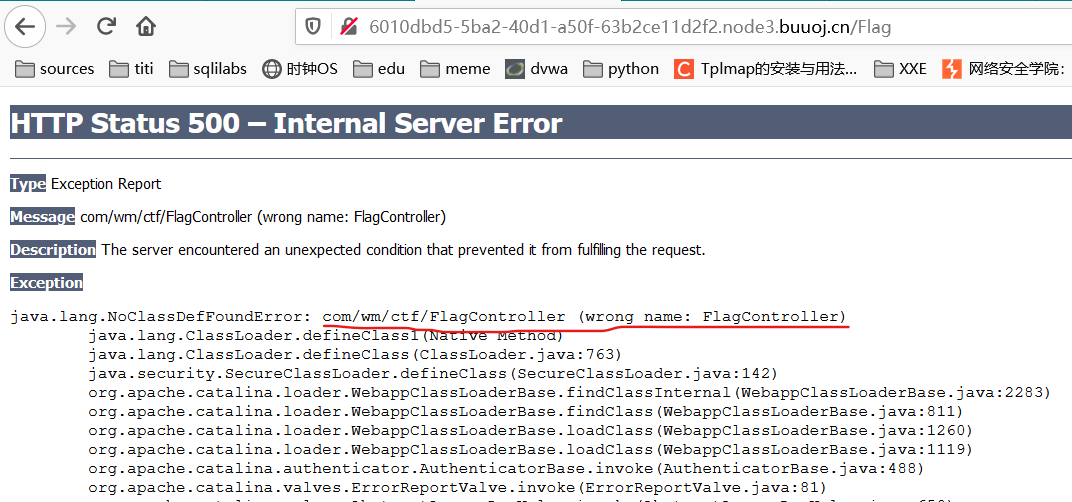 6010dbd5-5ba2-40d1-a50f-63b2ce11d2f2.node3.buuoj.cn/Flag
sources titi sqlilabs 时钟OS edu meme dvwa python Tplmap的安装与用法... XXE 网络安全学院:
HTTP Status 500 – Internal Server Error
Type Exception Report
Message com/wm/ctf/FlagController (wrong name: FlagController)
Description The server encountered an unexpected condition that prevented it from fulfilling the request.
Exception
java.lang.NoClassDefFoundError: com/wm/ctf/FlagController (wrong name: FlagController)
java.lang.ClassLoader.defineClass1(Native Method)
java.lang.ClassLoader.defineClass(ClassLoader.java:763)
java.security.SecureClassLoader.defineClass(SecureClassLoader.java:142)
org.apache.catalina.loader.WebappClassLoaderBase.findClassInternal(WebappClassLoaderBase.java:2283)
org.apache.catalina.loader.WebappClassLoaderBase.findClass(WebappClassLoaderBase.java:811)
org.apache.catalina.loader.WebappClassLoaderBase.loadClass(WebappClassLoaderBase.java:1260)
org.apache.catalina.loader.WebappClassLoaderBase.loadClass(WebappClassLoaderBase.java:1119)
org.apache.catalina.authenticator.AuthenticatorBase.invoke(AuthenticatorBase.java:488)
org.apache.catalina.valves.ErrorReportValve.invoke(ErrorReportValve.java:81)